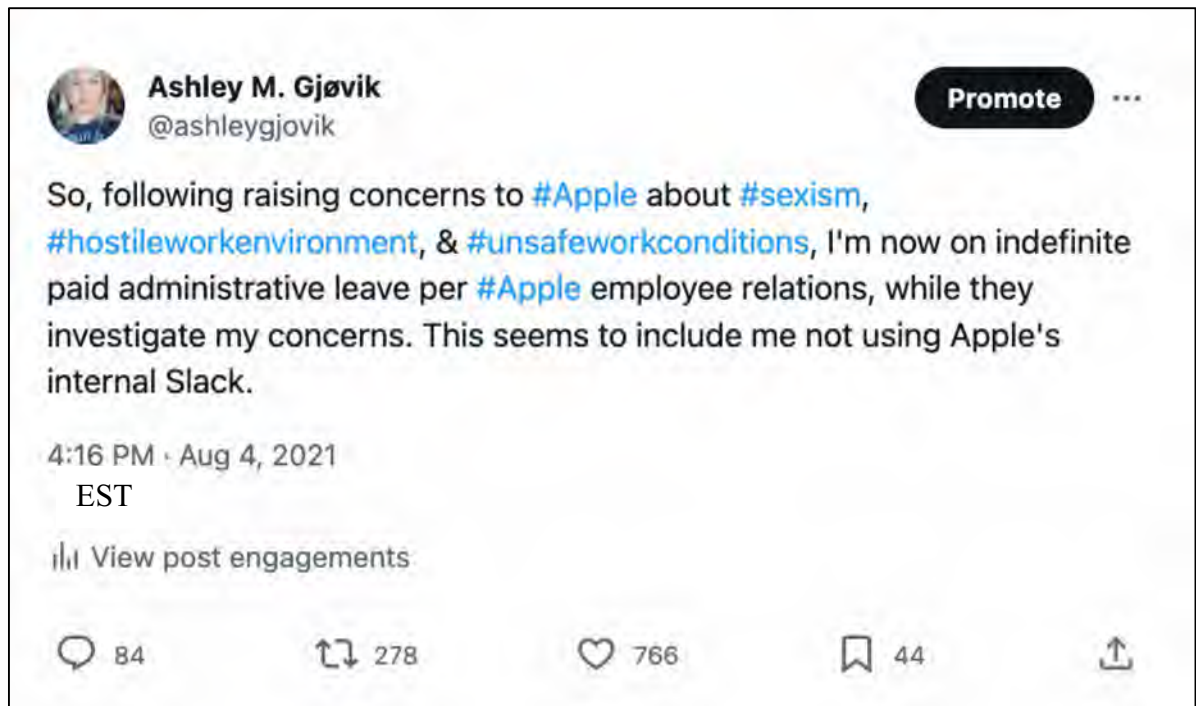 Ashley M. Gjøvik
@ashleygjovik
Promote
So, following raising concerns to #Apple about #sexism,
#hostileworkenvironment, & #unsafeworkconditions, I'm now on indefinite
paid administrative leave per #Apple employee relations, while they
investigate my concerns. This seems to include me not using Apple's
internal Slack.
4:16 PM · Aug 4, 2021
EST
View post engagements
84 278 766 44